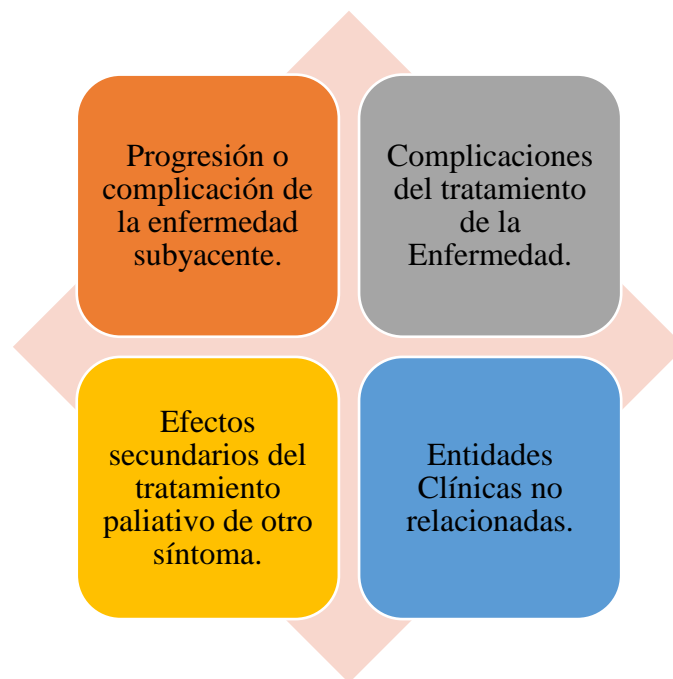 Progresión o
complicación de
la enfermedad
subyacente.
Complicaciones
del tratamiento
de la
Enfermedad.
Efectos
secundarios del
tratamiento
paliativo de otro
síntoma.
Entidades
Clínicas no
relacionadas.